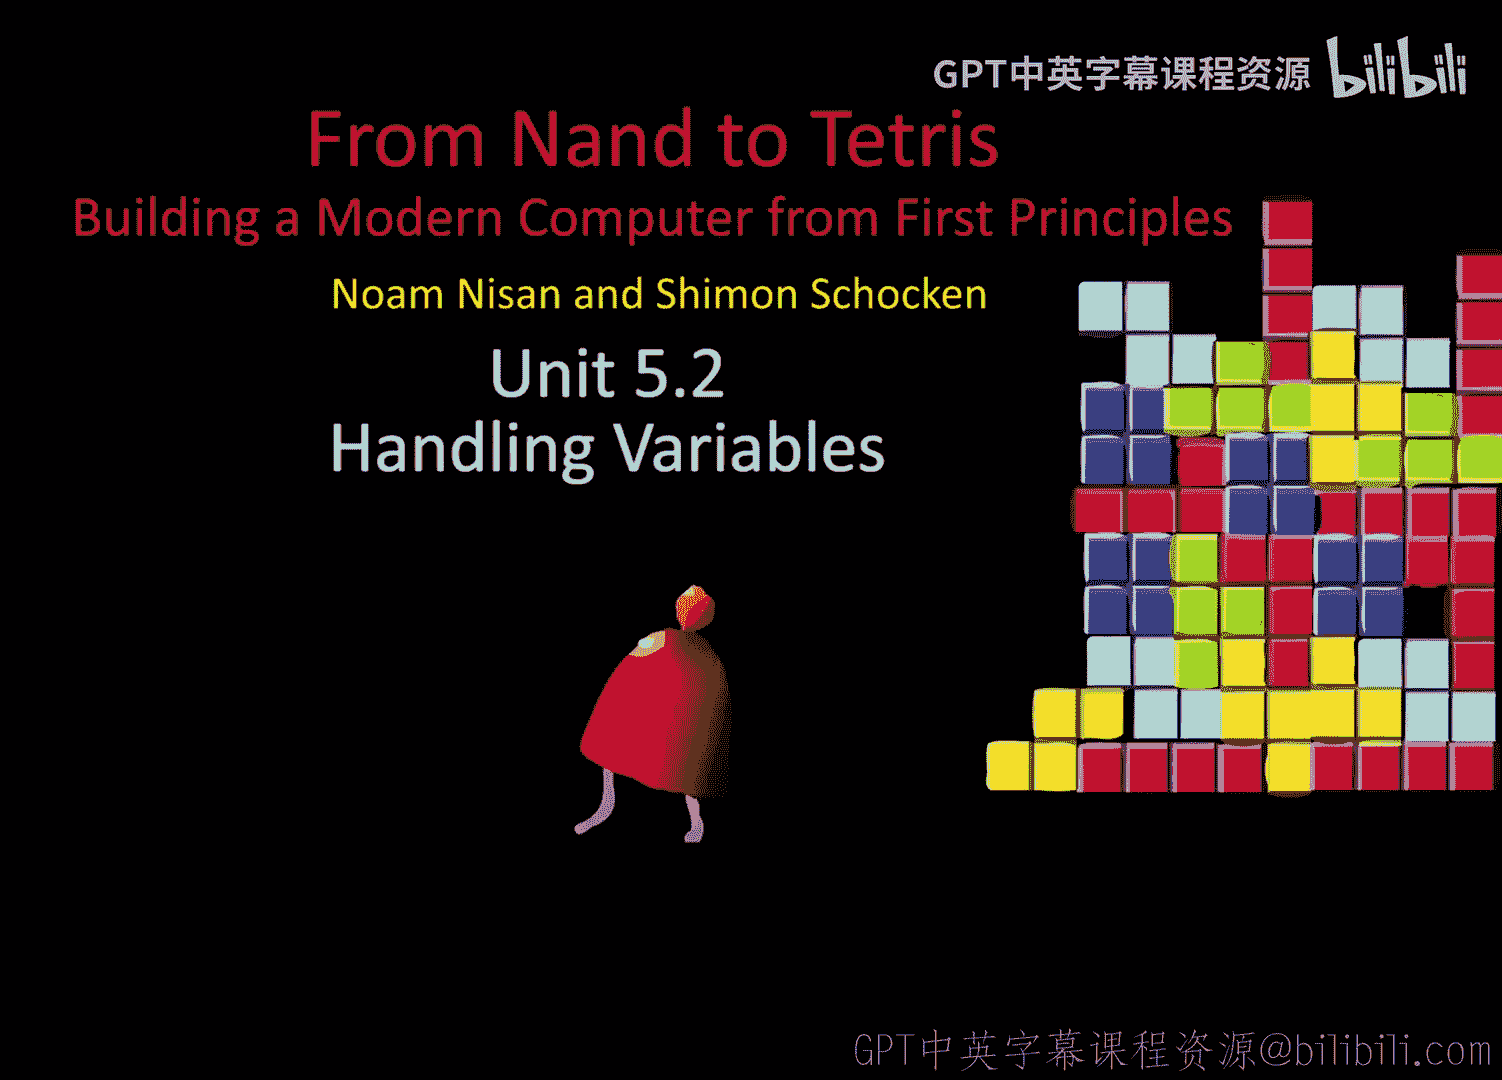 GPT中英字幕课程资源 bilibili
From Nand to Tetris
Building a Modern Computer from First Principles
Noam Nisan and Shimon Schocken
Unit 5.2
Handling Variables
GPT中英字幕课程资源@bilibili.com